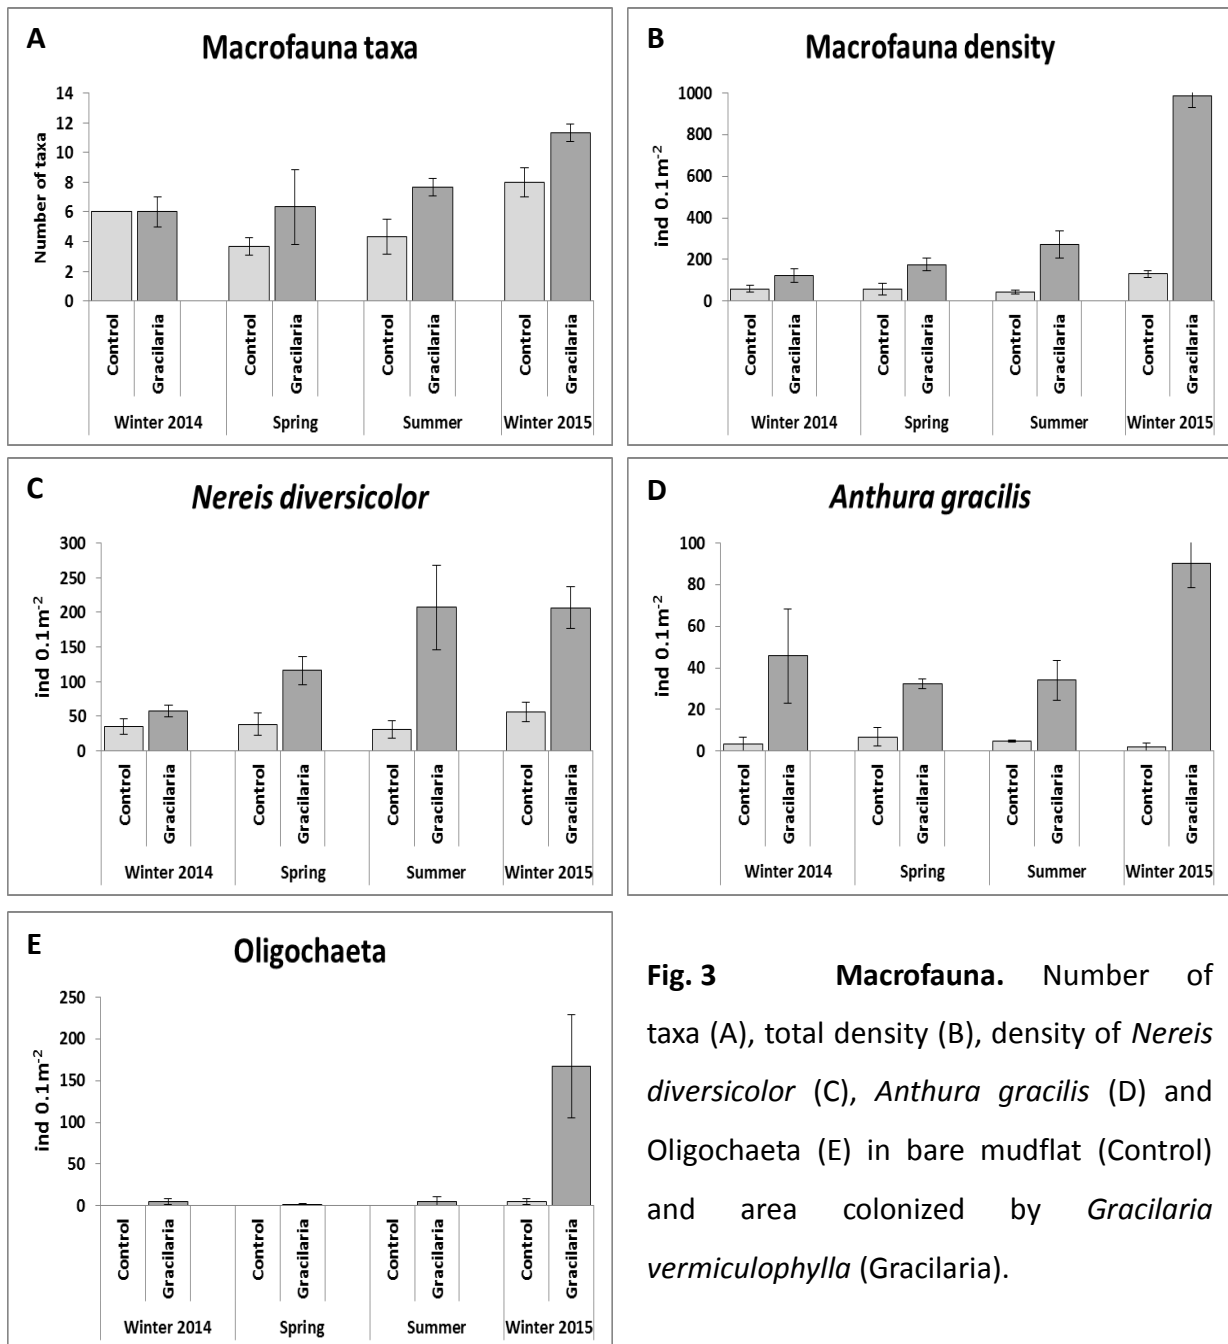 A
Macrofauna taxa
Number of taxa
14
12
10
8
6
4
2
0
Control
Gracilaria
Control
Gracilaria
Control
Gracilaria
Control
Gracilaria
Winter 2014
Spring
Summer
Winter 2015
B
Macrofauna density
ind 0.1m⁻²
1000
800
600
400
200
0
Control
Gracilaria
Control
Gracilaria
Control
Gracilaria
Control
Gracilaria
Winter 2014
Spring
Summer
Winter 2015
C
Nereis diversicolor
ind 0.1m⁻²
300
250
200
150
100
50
0
Control
Gracilaria
Control
Gracilaria
Control
Gracilaria
Control
Gracilaria
Winter 2014
Spring
Summer
Winter 2015
D
Anthura gracilis
ind 0.1m⁻²
100
80
60
40
20
0
Control
Gracilaria
Control
Gracilaria
Control
Gracilaria
Control
Gracilaria
Winter 2014
Spring
Summer
Winter 2015
E
Oligochaeta
ind 0.1m⁻²
250
200
150
100
50
0
Control
Gracilaria
Control
Gracilaria
Control
Gracilaria
Control
Gracilaria
Winter 2014
Spring
Summer
Winter 2015
Fig. 3 Macrofauna. Number of
taxa (A), total density (B), density of Nereis
diversicolor (C), Anthura gracilis (D) and
Oligochaeta (E) in bare mudflat (Control)
and area colonized by Gracilaria
vermiculophylla (Gracilaria).